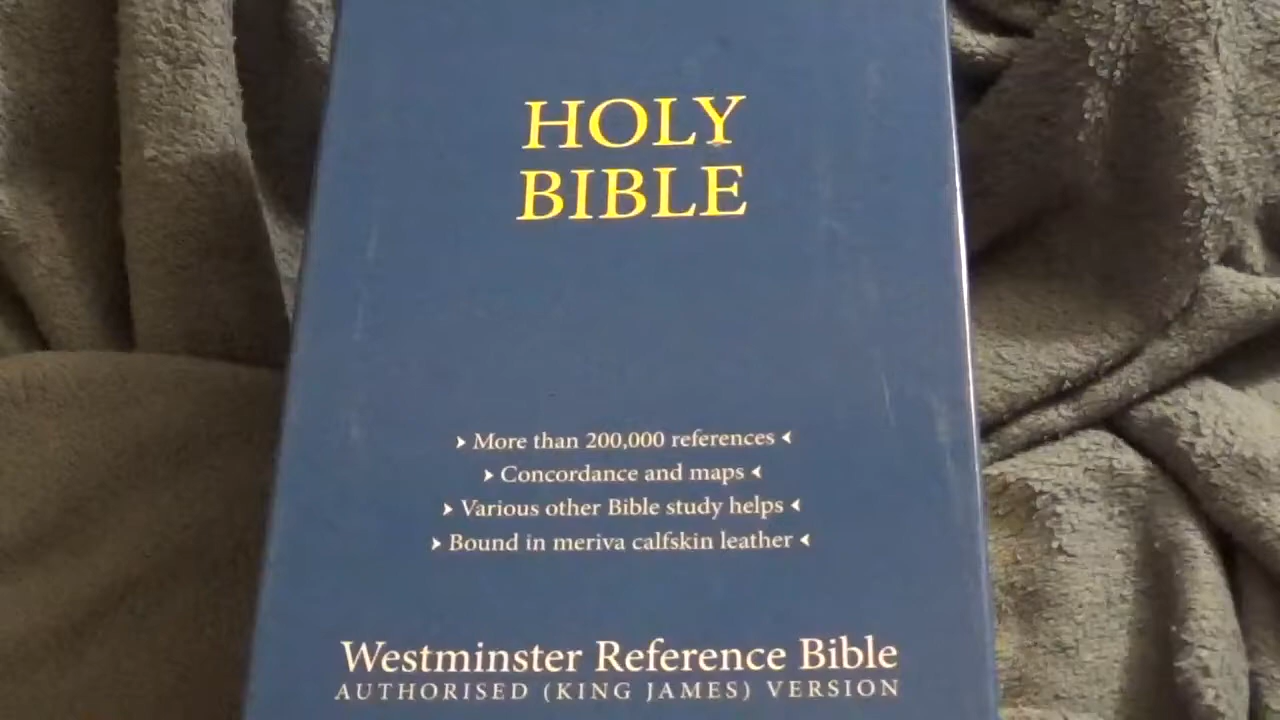 HOLY
BIBLE
More than 200,000 references
Concordance and maps
Various other Bible study helps
Bound in meriva calfskin leather
Westminster Reference Bible
AUTHORISED (KING JAMES) VERSION